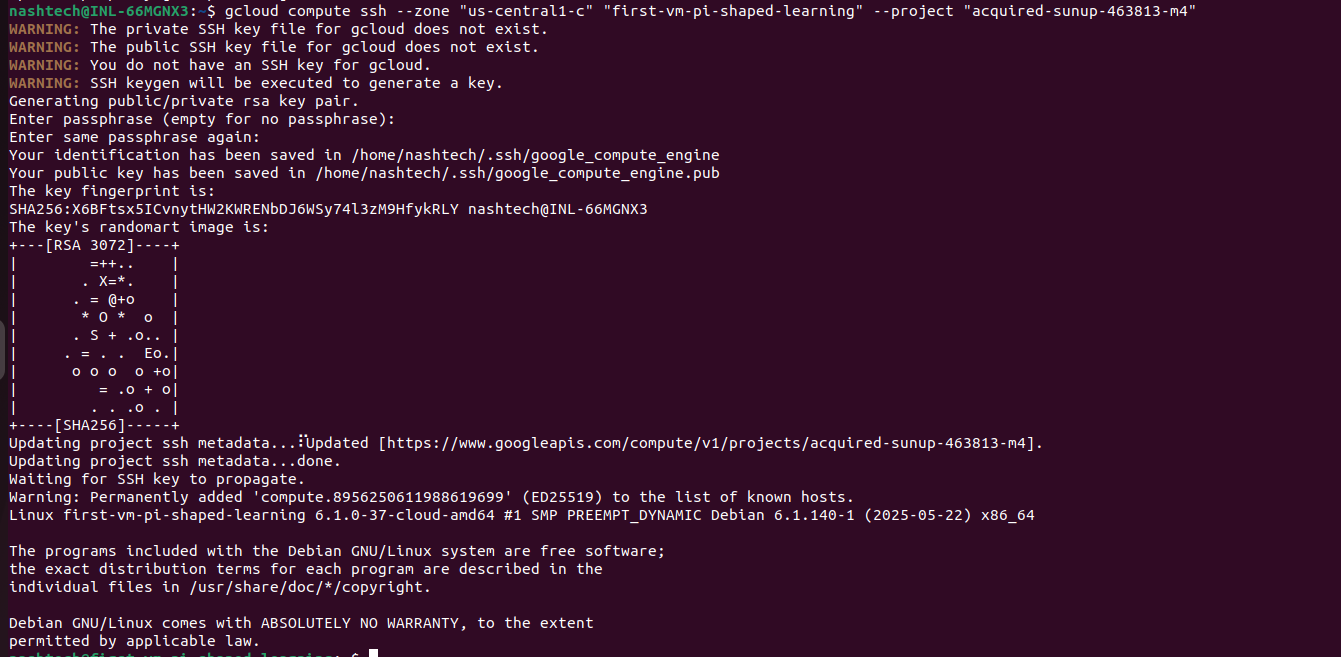 nashtech@INL-66MGNX3:~$ gcloud compute ssh --zone "us-central1-c" "first-vm-pi-shaped-learning" --project "acquired-sunup-463813-m4"
WARNING: The private SSH key file for gcloud does not exist.
WARNING: The public SSH key file for gcloud does not exist.
WARNING: You do not have an SSH key for gcloud.
WARNING: SSH keygen will be executed to generate a key.
Generating public/private rsa key pair.
Enter passphrase (empty for no passphrase):
Enter same passphrase again:
Your identification has been saved in /home/nashtech/.ssh/google_compute_engine
Your public key has been saved in /home/nashtech/.ssh/google_compute_engine.pub
The key fingerprint is:
SHA256:X6BFtsx5ICvnytHW2KWRENbDJ6WSy74l3zM9HfykRLY nashtech@INL-66MGNX3
The key's randomart image is:
+---[RSA 3072]----+
|        =++..    |
|       . X=*.    |
|      . = @+o    |
|       * O *  o  |
|      . S + .o.. |
|     . = . .  Eo.|
|      o o o  o +o|
|         = .o + o|
|        . . .o . |
+----[SHA256]-----+
Updating project ssh metadata...⠹Updated [https://www.googleapis.com/compute/v1/projects/acquired-sunup-463813-m4].
Updating project ssh metadata...done.
Waiting for SSH key to propagate.
Warning: Permanently added 'compute.8956250611988619699' (ED25519) to the list of known hosts.
Linux first-vm-pi-shaped-learning 6.1.0-37-cloud-amd64 #1 SMP PREEMPT_DYNAMIC Debian 6.1.140-1 (2025-05-22) x86_64

The programs included with the Debian GNU/Linux system are free software;
the exact distribution terms for each program are described in the
individual files in /usr/share/doc/*/copyright.

Debian GNU/Linux comes with ABSOLUTELY NO WARRANTY, to the extent
permitted by applicable law.
nashtech@first-vm-pi-shaped-learning:~$